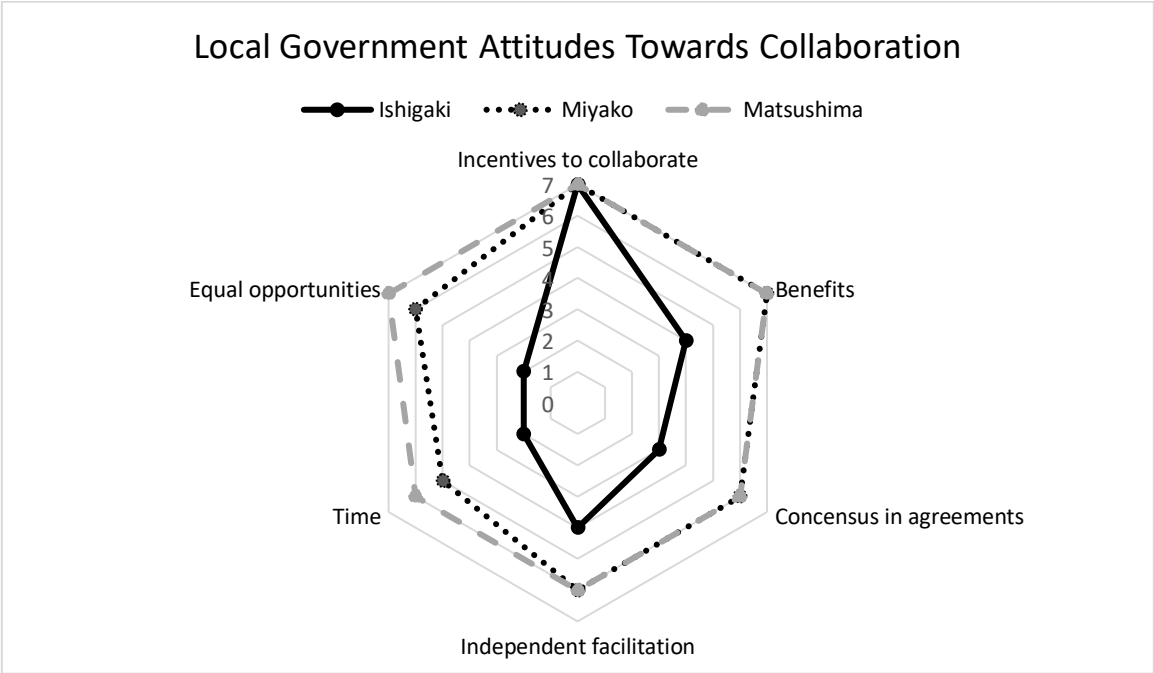 Local Government Attitudes Towards Collaboration
Ishigaki Miyako Matsushima
Incentives to collaborate
7
6
5
4
3
2
1
0
Equal opportunities
Benefits
Time
Concensus in agreements
Independent facilitation